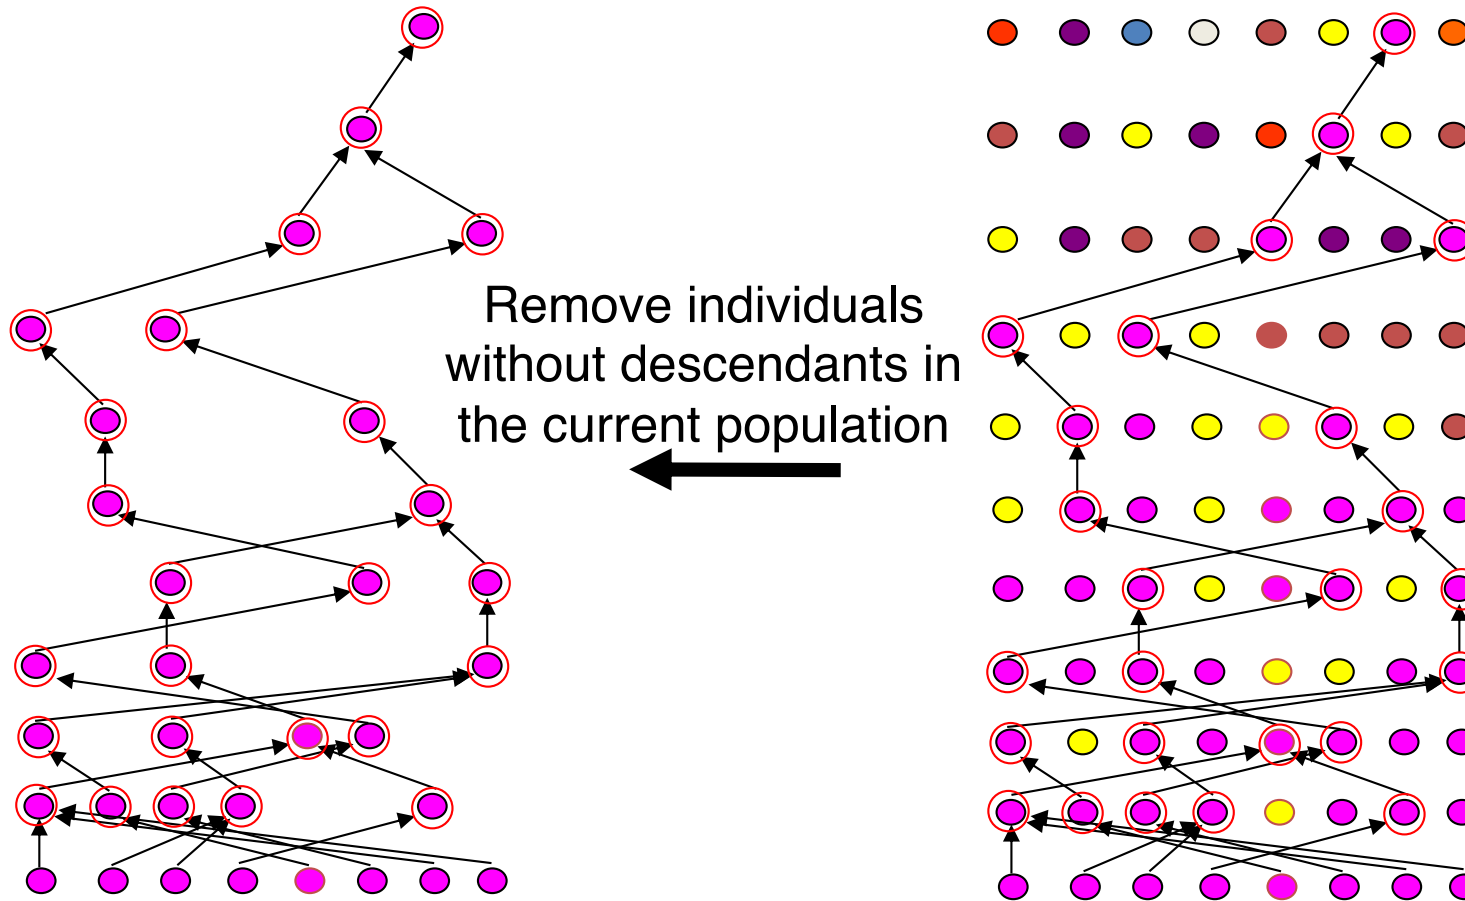 Remove individuals
without descendants in
the current population